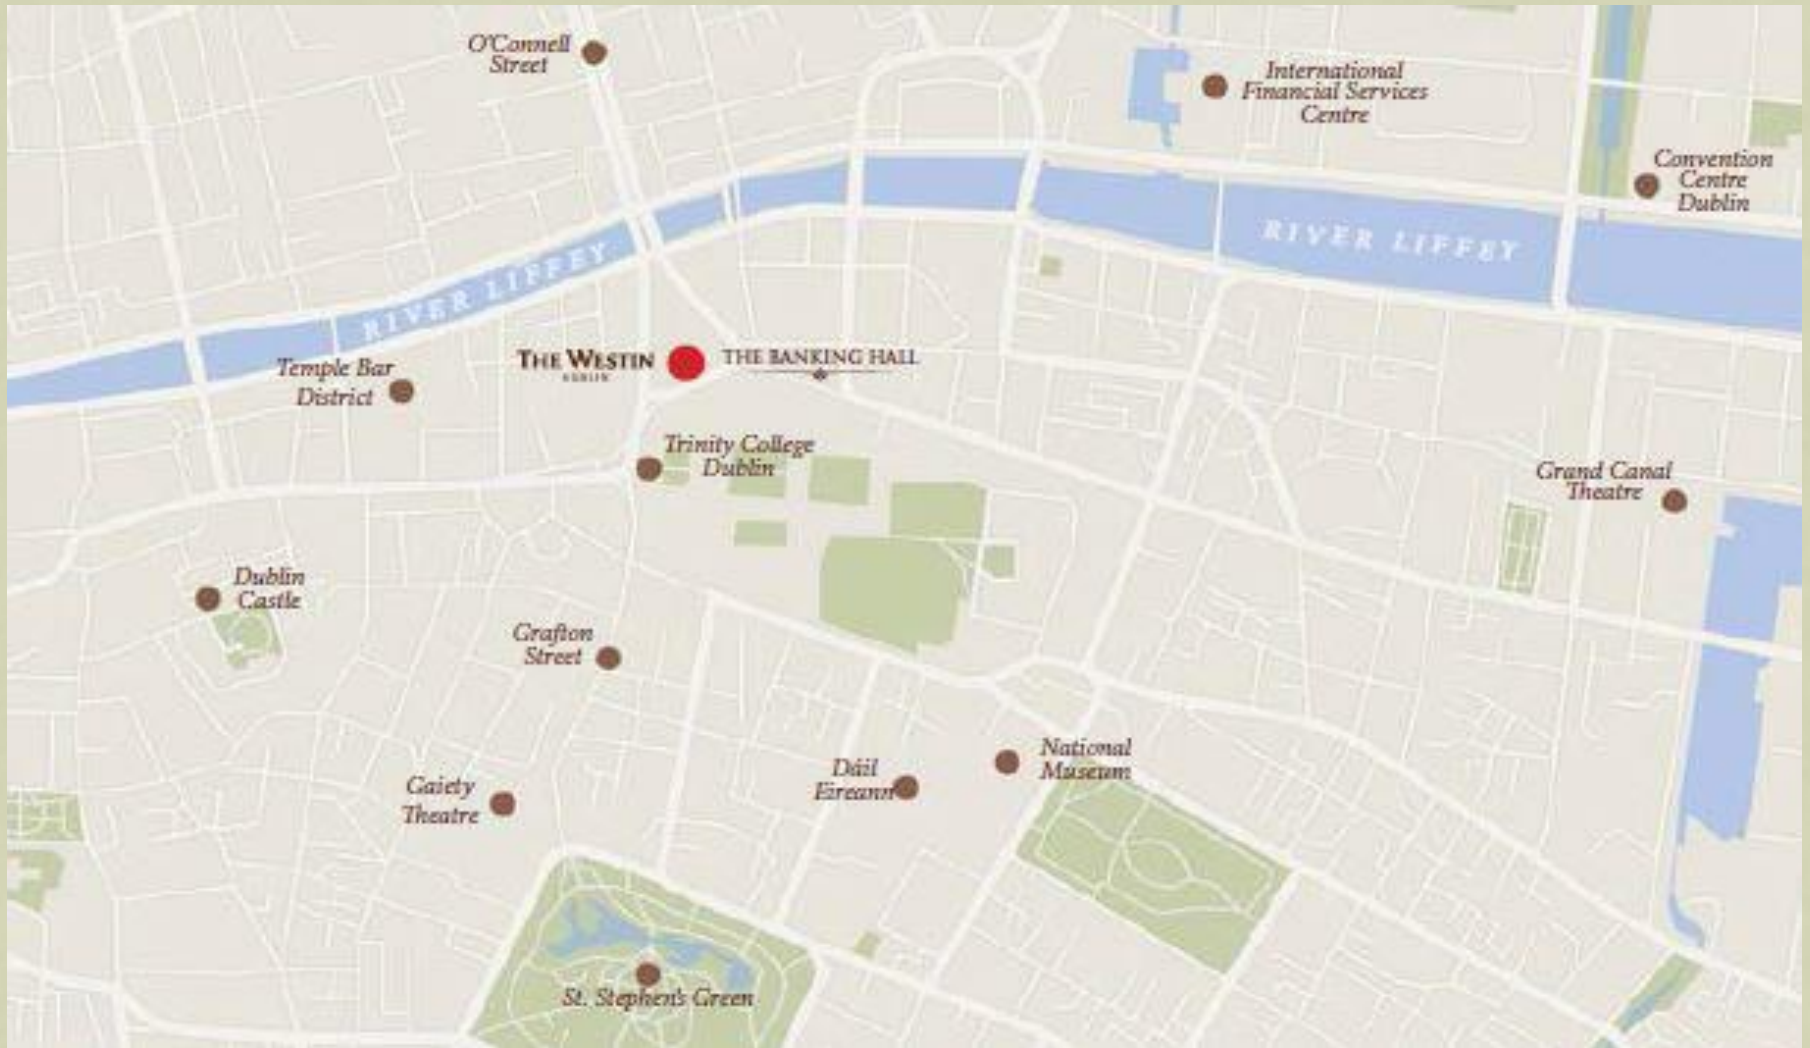 O'Connell
Street
International
Financial Services
Centre
Convention
Centre
Dublin
RIVER LIFFEY
RIVER LIFFEY
Temple Bar
District
THE WESTIN
DUBLIN
THE BANKING HALL
Trinity College
Dublin
Grand Canal
Theatre
Dublin
Castle
Grafton
Street
National
Museum
Dáil
Eireann
Gaiety
Theatre
St. Stephen's Green